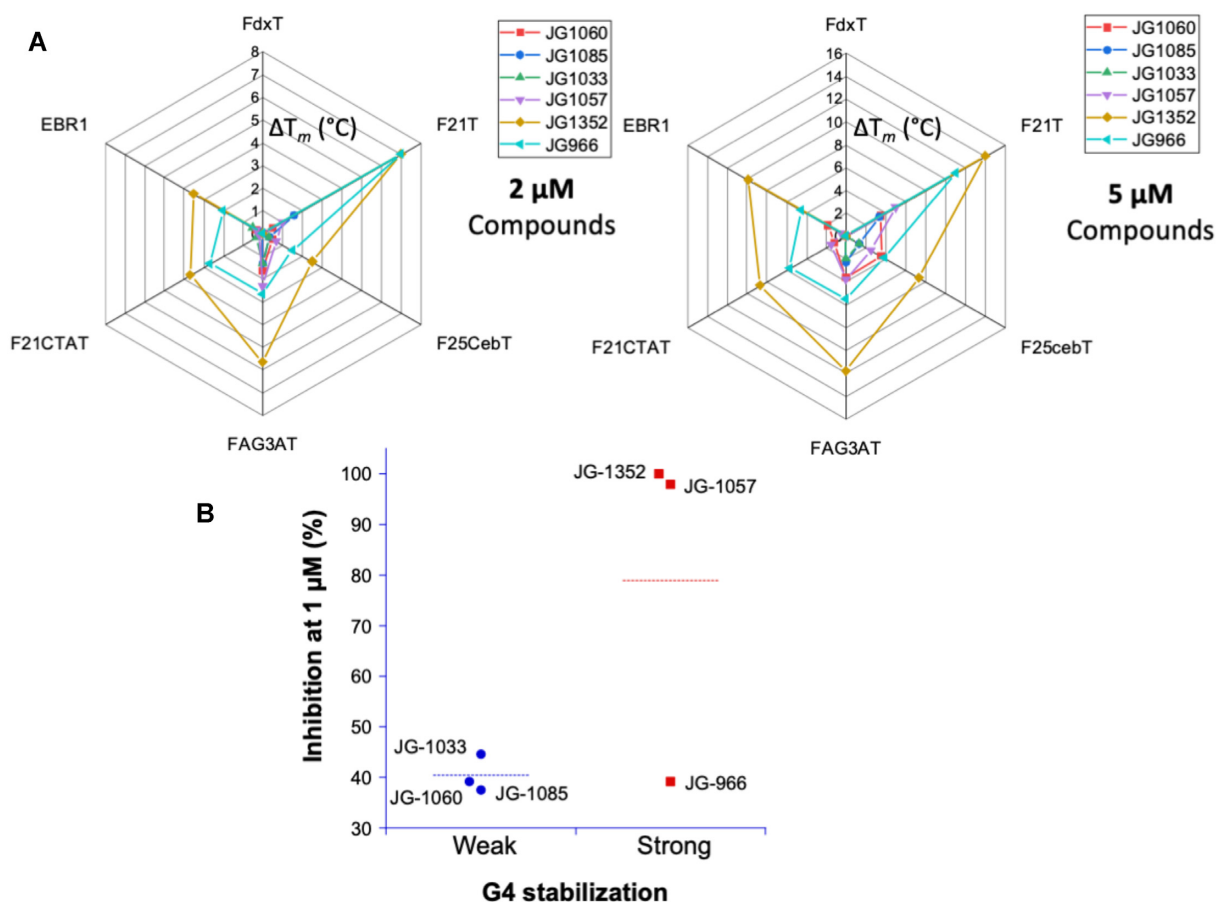 A
FdxT
8
7
6
5
4
3
2
1
0
ΔTm (°C)
EBR1
F21T
F21CTAT
F25CebT
FAG3AT
JG1060
JG1085
JG1033
JG1057
JG1352
JG966
2 µM
Compounds
FdxT
16
14
12
10
8
6
4
2
0
ΔTm (°C)
EBR1
F21T
F21CTAT
F25cebT
FAG3AT
JG1060
JG1085
JG1033
JG1057
JG1352
JG966
5 µM
Compounds
B
Inhibition at 1 µM (%)
100
90
80
70
60
50
40
30
JG-1352
JG-1057
JG-1033
JG-1060
JG-1085
JG-966
Weak
Strong
G4 stabilization